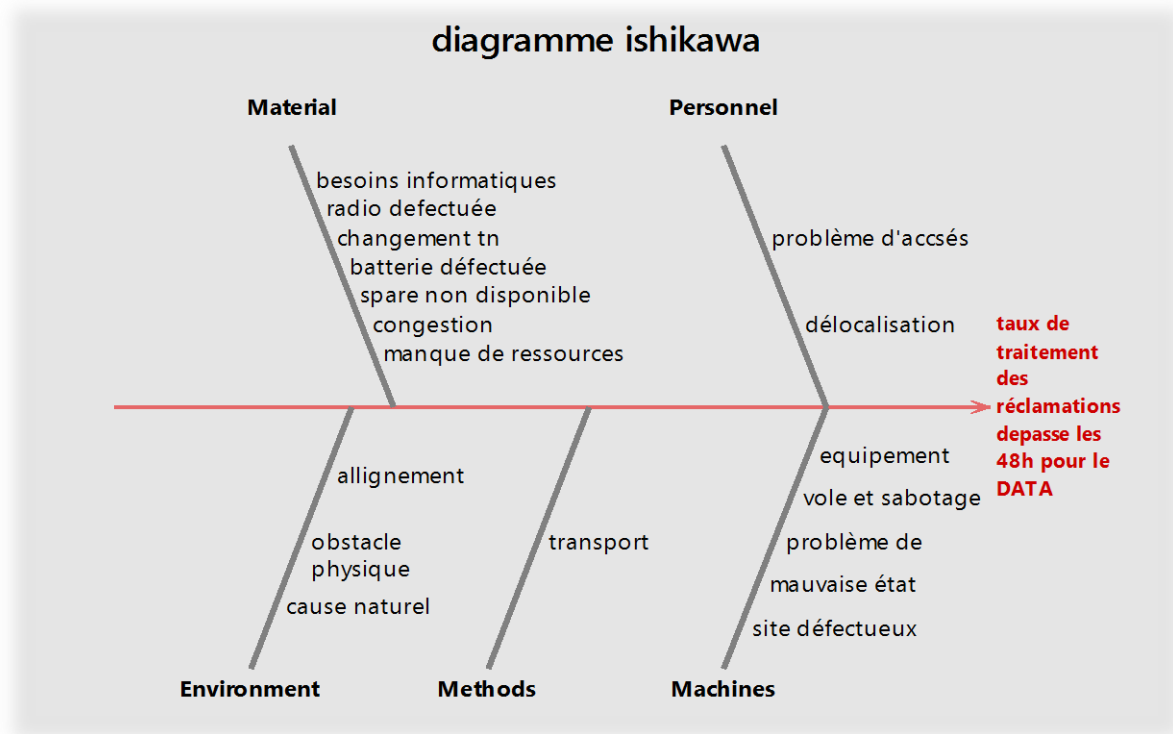 diagramme ishikawa
Material
Personnel
besoins informatiques
radio defectuée
changement tn
batterie défectuée
spare non disponible
congestion
manque de ressources
problème d'accsés
délocalisation
taux de
traitement
des
réclamations
depasse les
48h pour le
DATA
allignement
obstacle
physique
cause naturel
transport
equipement
vole et sabotage
problème de
mauvaise état
site défectueux
Environment
Methods
Machines